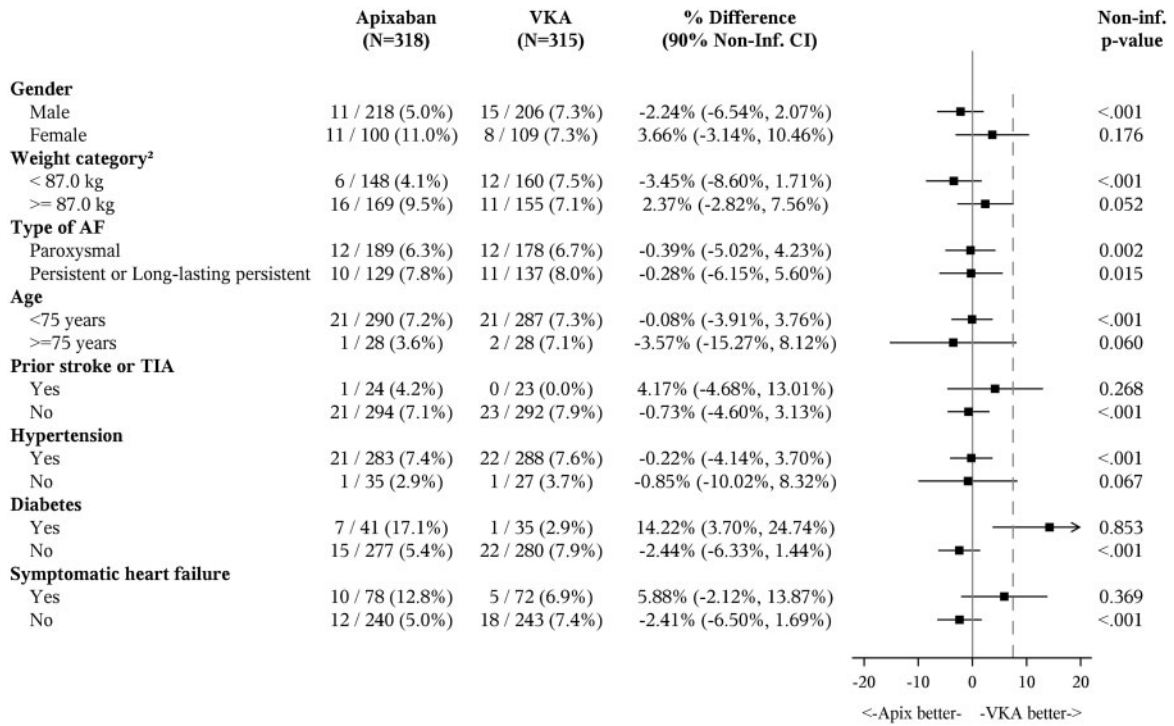 Apixaban VKA % Difference Non-inf.
(N=318) (N=315) (90% Non-Inf. CI) p-value
Gender
Male 11 / 218 (5.0%) 15 / 206 (7.3%) -2.24% (-6.54%, 2.07%) <.001
Female 11 / 100 (11.0%) 8 / 109 (7.3%) 3.66% (-3.14%, 10.46%) 0.176
Weight category²
< 87.0 kg 6 / 148 (4.1%) 12 / 160 (7.5%) -3.45% (-8.60%, 1.71%) <.001
>= 87.0 kg 16 / 169 (9.5%) 11 / 155 (7.1%) 2.37% (-2.82%, 7.56%) 0.052
Type of AF
Paroxysmal 12 / 189 (6.3%) 12 / 178 (6.7%) -0.39% (-5.02%, 4.23%) 0.002
Persistent or Long-lasting persistent 10 / 129 (7.8%) 11 / 137 (8.0%) -0.28% (-6.15%, 5.60%) 0.015
Age
<75 years 21 / 290 (7.2%) 21 / 287 (7.3%) -0.08% (-3.91%, 3.76%) <.001
>=75 years 1 / 28 (3.6%) 2 / 28 (7.1%) -3.57% (-15.27%, 8.12%) 0.060
Prior stroke or TIA
Yes 1 / 24 (4.2%) 0 / 23 (0.0%) 4.17% (-4.68%, 13.01%) 0.268
No 21 / 294 (7.1%) 23 / 292 (7.9%) -0.73% (-4.60%, 3.13%) <.001
Hypertension
Yes 21 / 283 (7.4%) 22 / 288 (7.6%) -0.22% (-4.14%, 3.70%) <.001
No 1 / 35 (2.9%) 1 / 27 (3.7%) -0.85% (-10.02%, 8.32%) 0.067
Diabetes
Yes 7 / 41 (17.1%) 1 / 35 (2.9%) 14.22% (3.70%, 24.74%) 0.853
No 15 / 277 (5.4%) 22 / 280 (7.9%) -2.44% (-6.33%, 1.44%) <.001
Symptomatic heart failure
Yes 10 / 78 (12.8%) 5 / 72 (6.9%) 5.88% (-2.12%, 13.87%) 0.369
No 12 / 240 (5.0%) 18 / 243 (7.4%) -2.41% (-6.50%, 1.69%) <.001
-20 -10 0 10 20
<-Apix better- -VKA better->